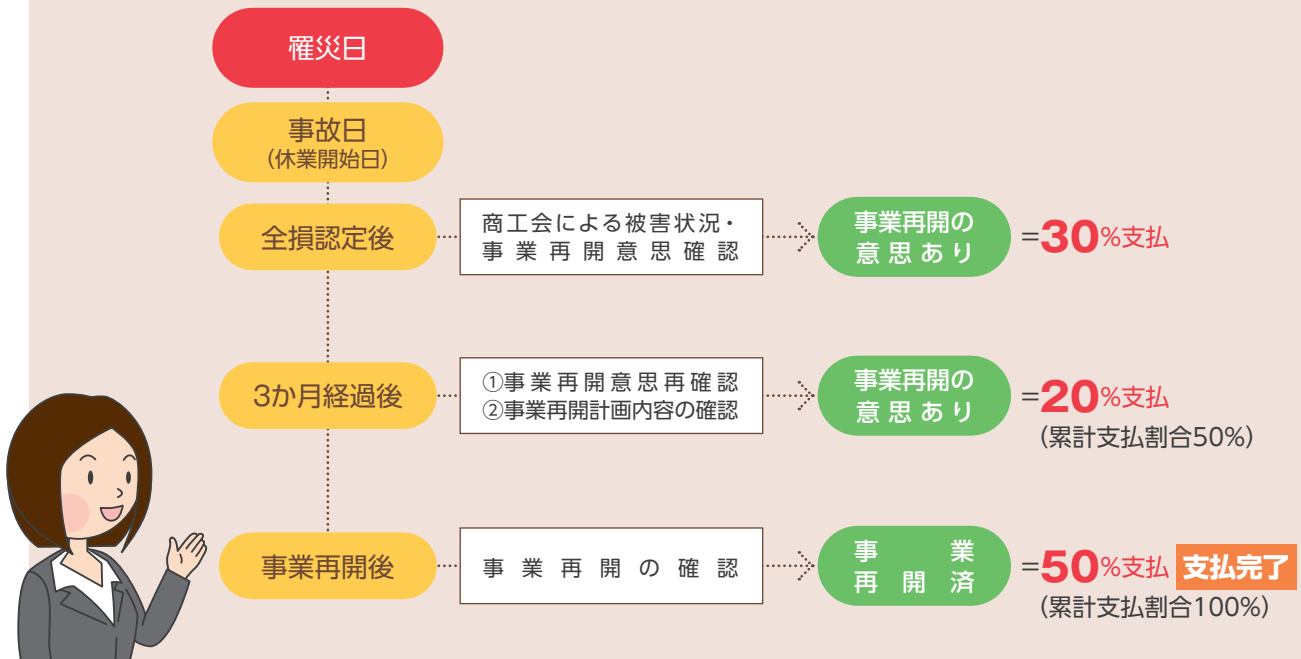 罹災日
事故日
(休業開始日)
全損認定後
商工会による被害状況・
事業再開意思確認
事業再開の
意思あり
=30%支払
3か月経過後
①事業再開意思再確認
②事業再開計画内容の確認
事業再開の
意思あり
=20%支払
(累計支払割合50%)
事業再開後
事業再開の確認
事業
再開済
=50%支払 支払完了
(累計支払割合100%)